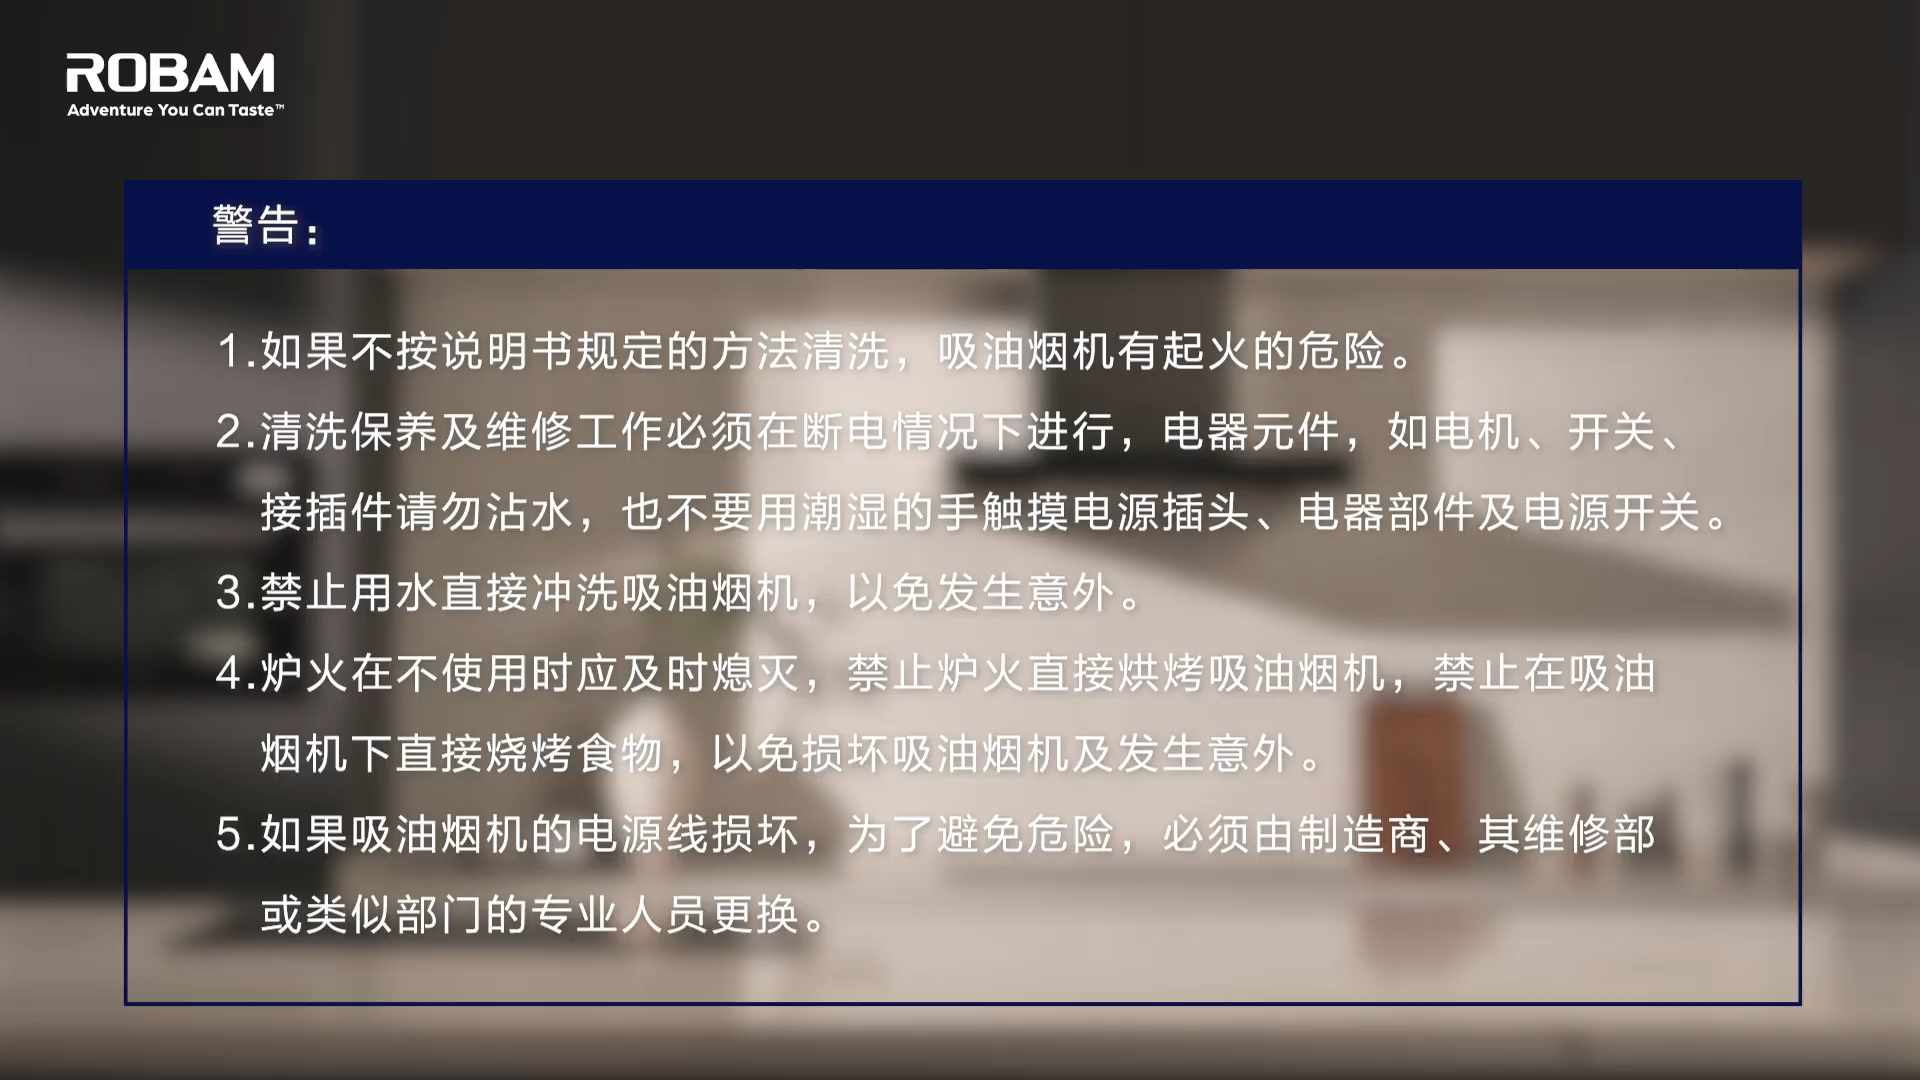 ROBAM
Adventure You Can Taste™
警告：
1.如果不按说明书规定的方法清洗，吸油烟机有起火的危险。
2.清洗保养及维修工作必须在断电情况下进行，电器元件，如电机、开关、
接插件请勿沾水，也不要用潮湿的手触摸电源插头、电器部件及电源开关。
3.禁止用水直接冲洗吸油烟机，以免发生意外。
4.炉火在不使用时应及时熄灭，禁止炉火直接烘烤吸油烟机，禁止在吸油
烟机下直接烧烤食物，以免损坏吸油烟机及发生意外。
5.如果吸油烟机的电源线损坏，为了避免危险，必须由制造商、其维修部
或类似部门的专业人员更换。